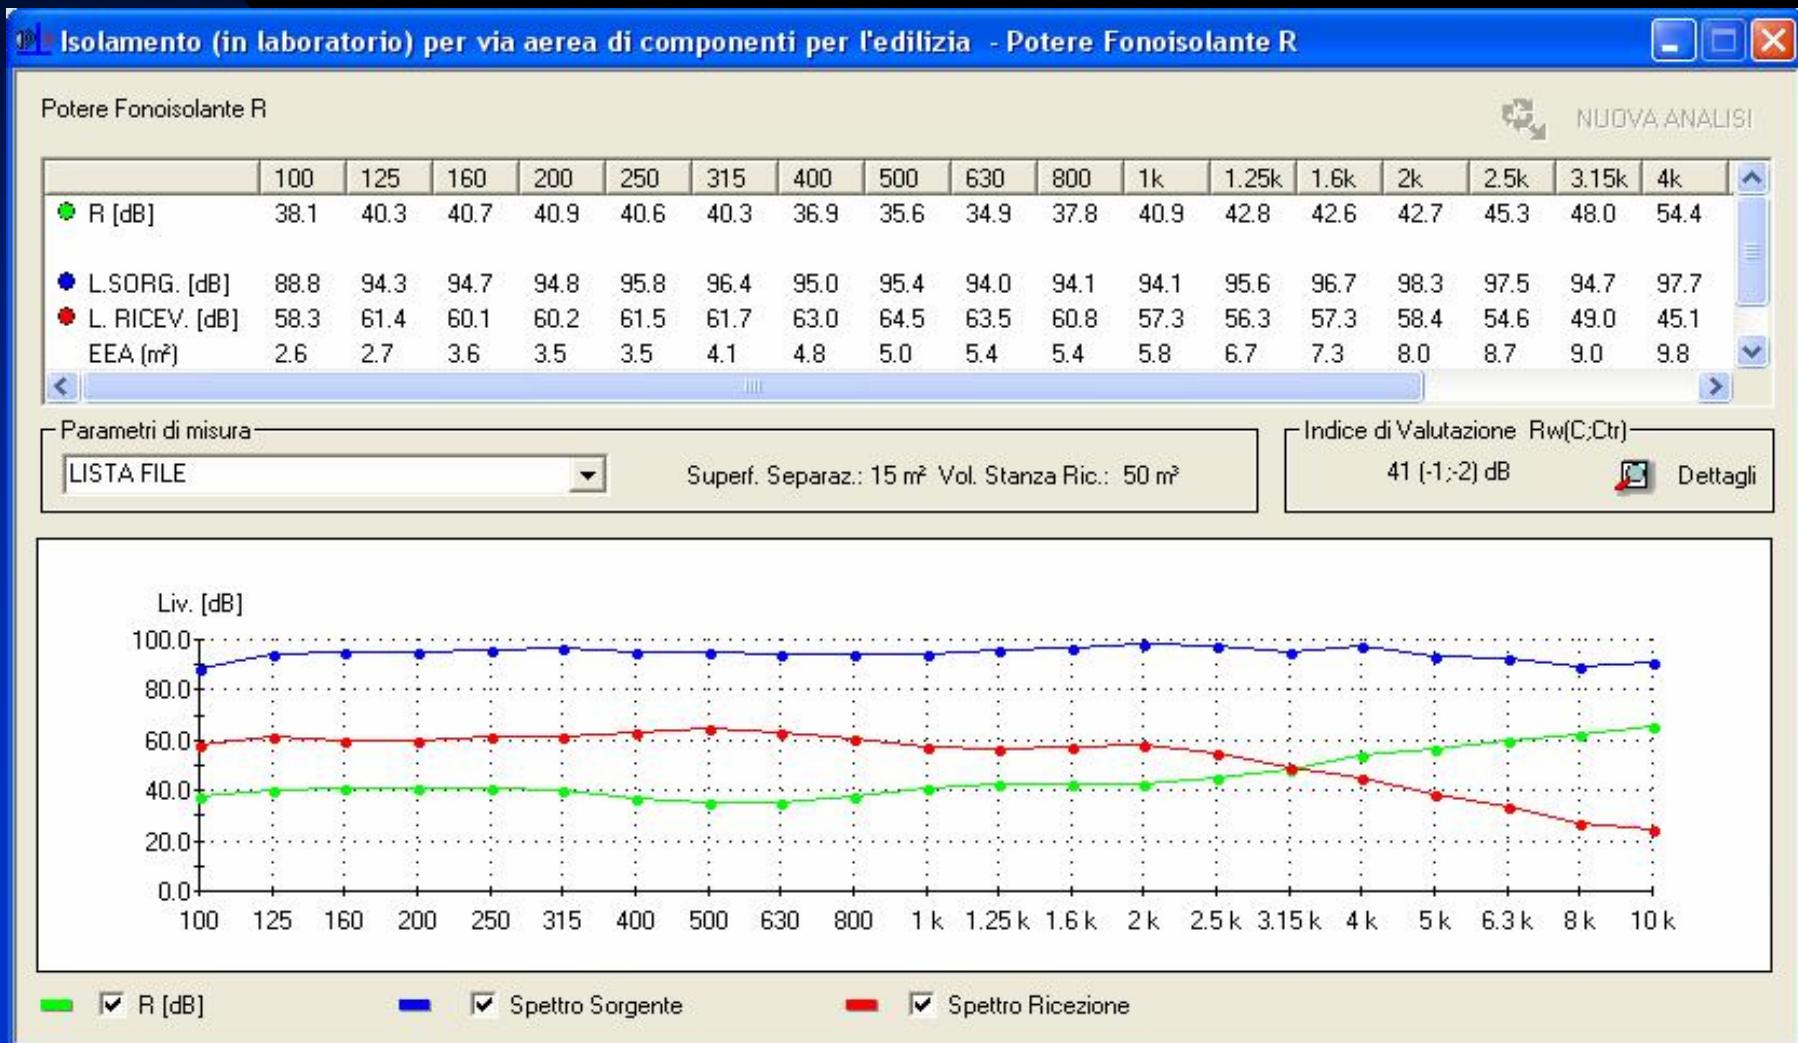 Isolamento (in laboratorio) per via aerea di componenti per l'edilizia - Potere Fonoisolante R
Potere Fonoisolante R
NUOVA ANALISI
100 125 160 200 250 315 400 500 630 800 1k 1.25k 1.6k 2k 2.5k 3.15k 4k
R [dB] 38.1 40.3 40.7 40.9 40.6 40.3 36.9 35.6 34.9 37.8 40.9 42.8 42.6 42.7 45.3 48.0 54.4
L.SORG. [dB] 88.8 94.3 94.7 94.8 95.8 96.4 95.0 95.4 94.0 94.1 94.1 95.6 96.7 98.3 97.5 94.7 97.7
L. RICEV. [dB] 58.3 61.4 60.1 60.2 61.5 61.7 63.0 64.5 63.5 60.8 57.3 56.3 57.3 58.4 54.6 49.0 45.1
EEA (m²) 2.6 2.7 3.6 3.5 3.5 4.1 4.8 5.0 5.4 5.4 5.8 6.7 7.3 8.0 8.7 9.0 9.8
Parametri di misura
LISTA FILE
Superf. Separaz.: 15 m² Vol. Stanza Ric.: 50 m³
Indice di Valutazione Rw(C;Ctr)
41 (-1;-2) dB
Dettagli
Liv. [dB]
100.0
80.0
60.0
40.0
20.0
0.0
100 125 160 200 250 315 400 500 630 800 1 k 1.25 k 1.6 k 2 k 2.5 k 3.15 k 4 k 5 k 6.3 k 8 k 10 k
R [dB] Spettro Sorgente Spettro Ricezione